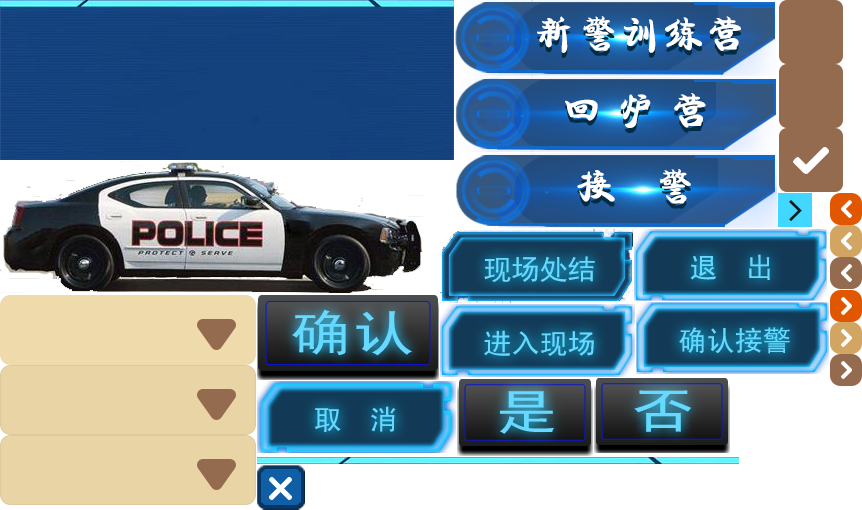 新警训练营
回炉营
接 警
POLICE
PROTECT & SERVE
现场处结
退 出
确认
进入现场
确认接警
取 消
是
否